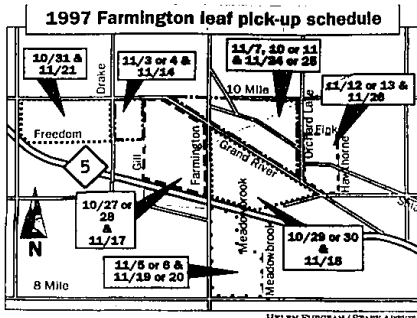 1997 Farmington leaf pick-up schedule
10/31 &
11/21
Drake
11/3 or 4 &
11/14
11/7, 10 or 11
& 11/24 or 25
10 Mile
11/12 or 13 &
11/26
Orchard Lake
Fink
Hawthorne
Freedom
Gill
Farmington
Grand River
5
10/27 or
28
& 11/17
Meadowbrook
Meadowbrook
10/29 or 30
& 11/18
11/5 or 6 &
11/19 or 20
N
8 Mile